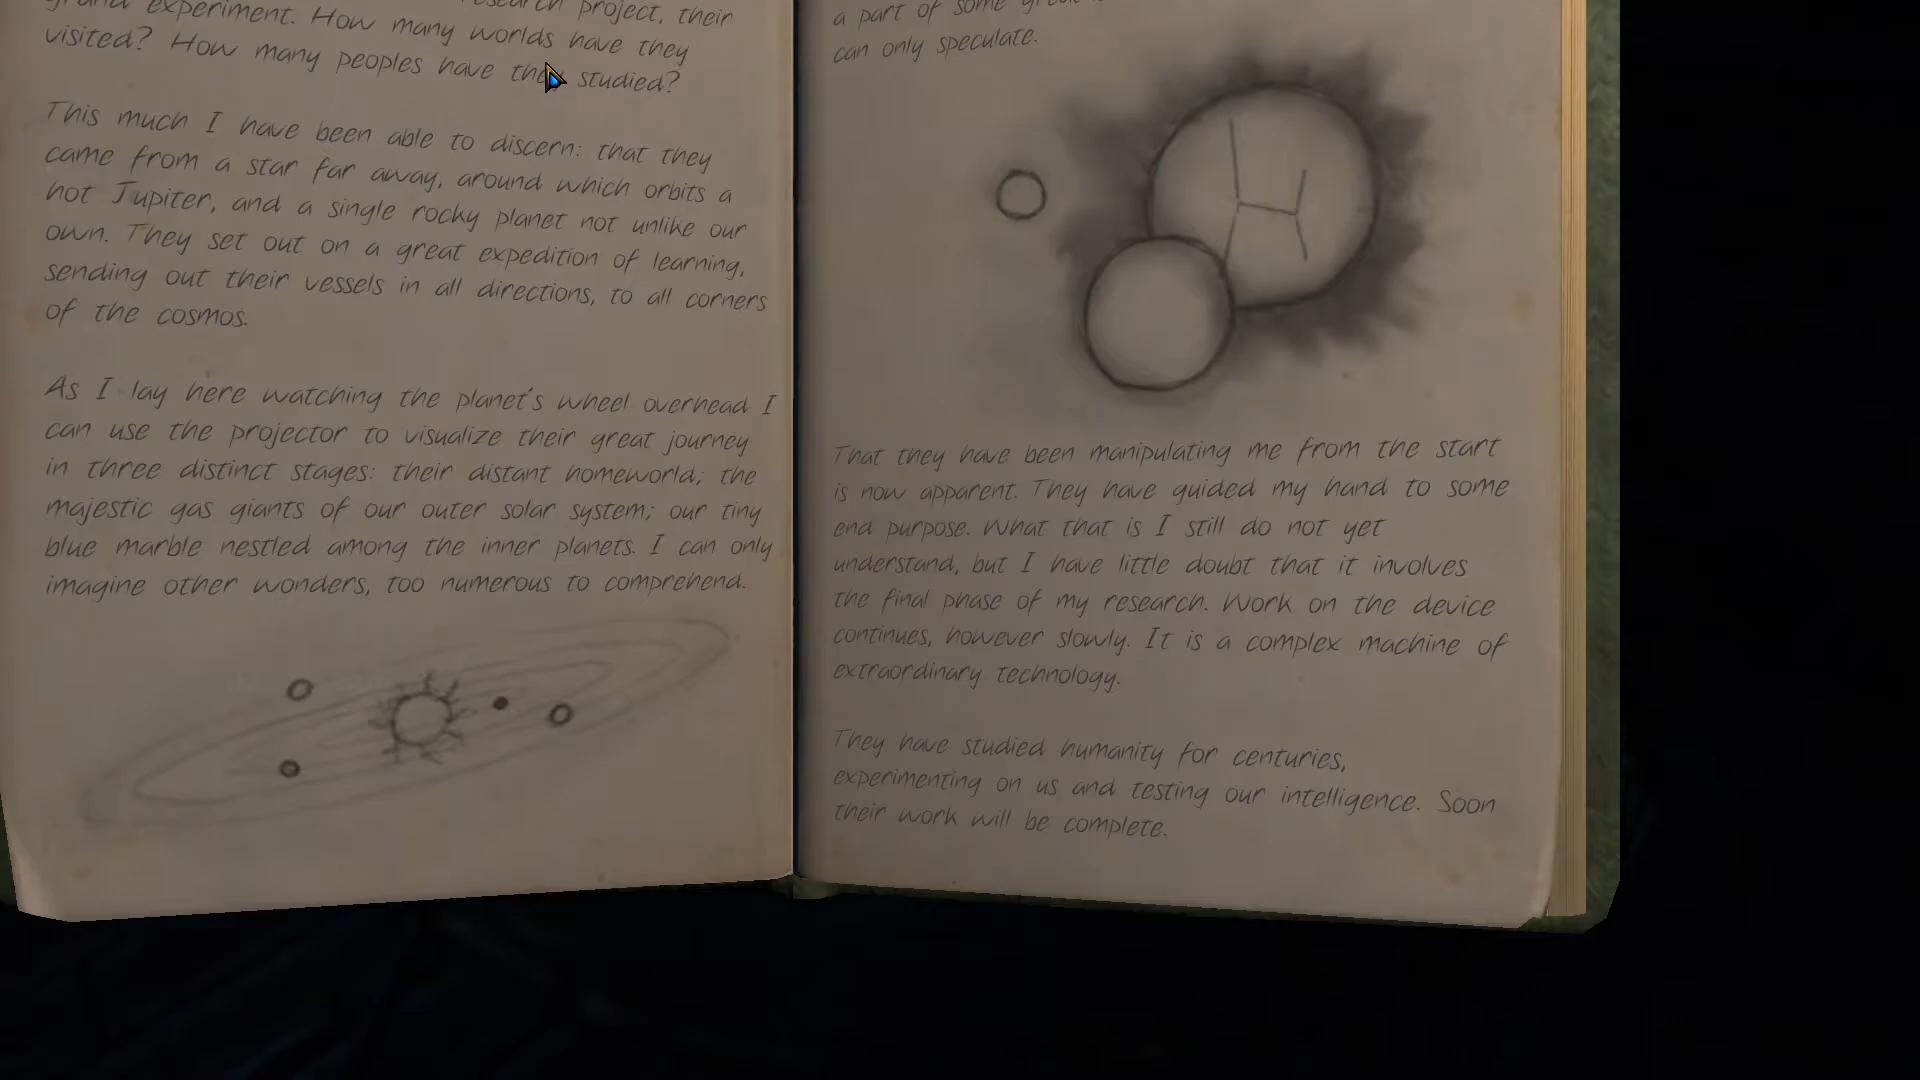 grand experiment. How many worlds have they
research project, their
visited? How many peoples have they studied?
This much I have been able to discern: that they
came from a star far away, around which orbits a
hot Jupiter, and a single rocky planet not unlike our
own. They set out on a great expedition of learning,
sending out their vessels in all directions, to all corners
of the cosmos.
As I lay here watching the planet's wheel overhead I
can use the projector to visualize their great journey
in three distinct stages: their distant homeworld; the
majestic gas giants of our outer solar system; our tiny
blue marble nestled among the inner planets. I can only
imagine other wonders, too numerous to comprehend.
a part of some
can only speculate.
That they have been manipulating me from the start
is now apparent. They have guided my hand to some
end purpose. What that is I still do not yet
understand, but I have little doubt that it involves
the final phase of my research. Work on the device
continues, however slowly. It is a complex machine of
extraordinary technology.
They have studied humanity for centuries,
experimenting on us and testing our intelligence. Soon
their work will be complete.